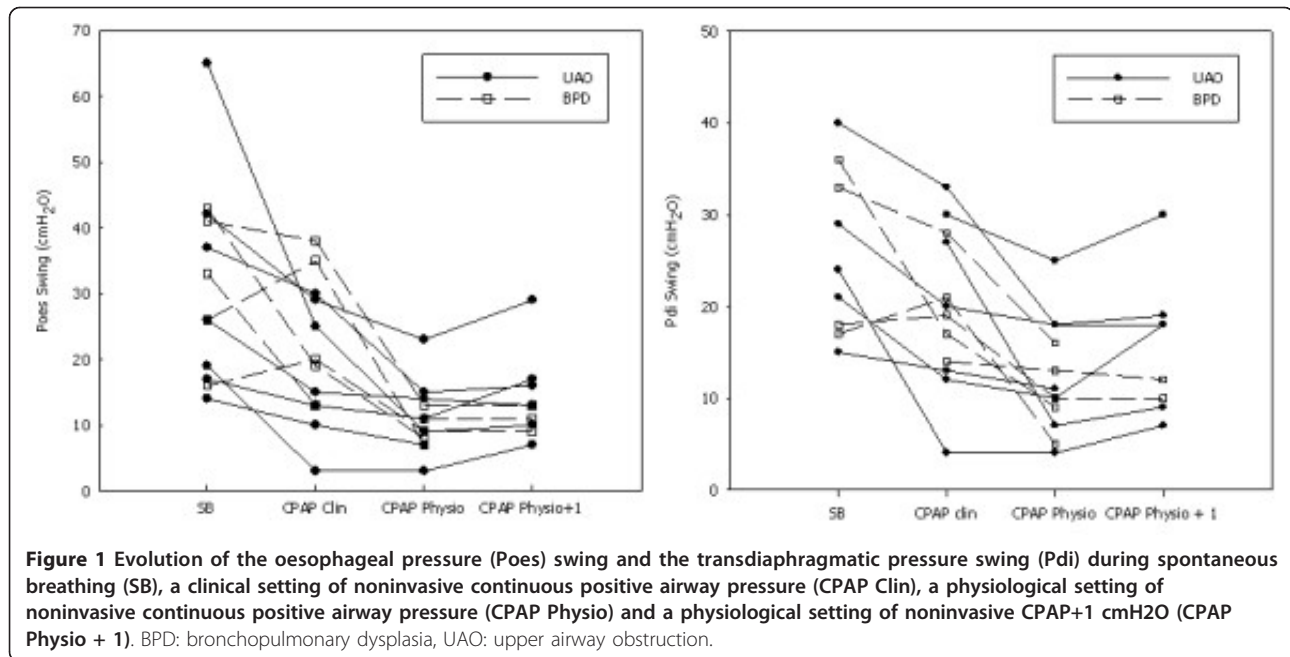 70
60
50
40
30
20
10
0
Poes Swing (cmH₂O)
UAO
BPD
SB
CPAP Clin
CPAP Physio
CPAP Physio+1
50
40
30
20
10
0
Pdi Swing (cmH₂O)
UAO
BPD
SB
CPAP clin
CPAP Physio
CPAP Physio + 1
Figure 1 Evolution of the oesophageal pressure (Poes) swing and the transdiaphragmatic pressure swing (Pdi) during spontaneous
breathing (SB), a clinical setting of noninvasive continuous positive airway pressure (CPAP Clin), a physiological setting of
noninvasive continuous positive airway pressure (CPAP Physio) and a physiological setting of noninvasive CPAP+1 cmH2O (CPAP
Physio + 1). BPD: bronchopulmonary dysplasia, UAO: upper airway obstruction.